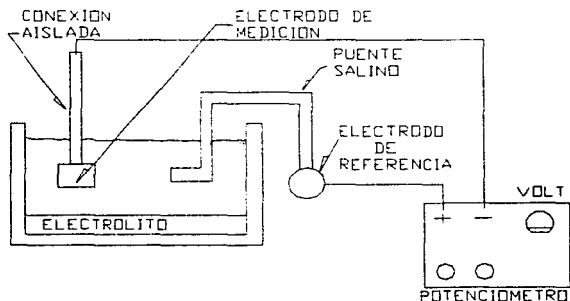 CONEXION
AISLADA
ELECTRODO DE
MEDICION
PUENTE
SALINO
ELECTRODO
DE
REFERENCIA
VOLT
+ −
ELECTROLITO
POTENCIOMETRO